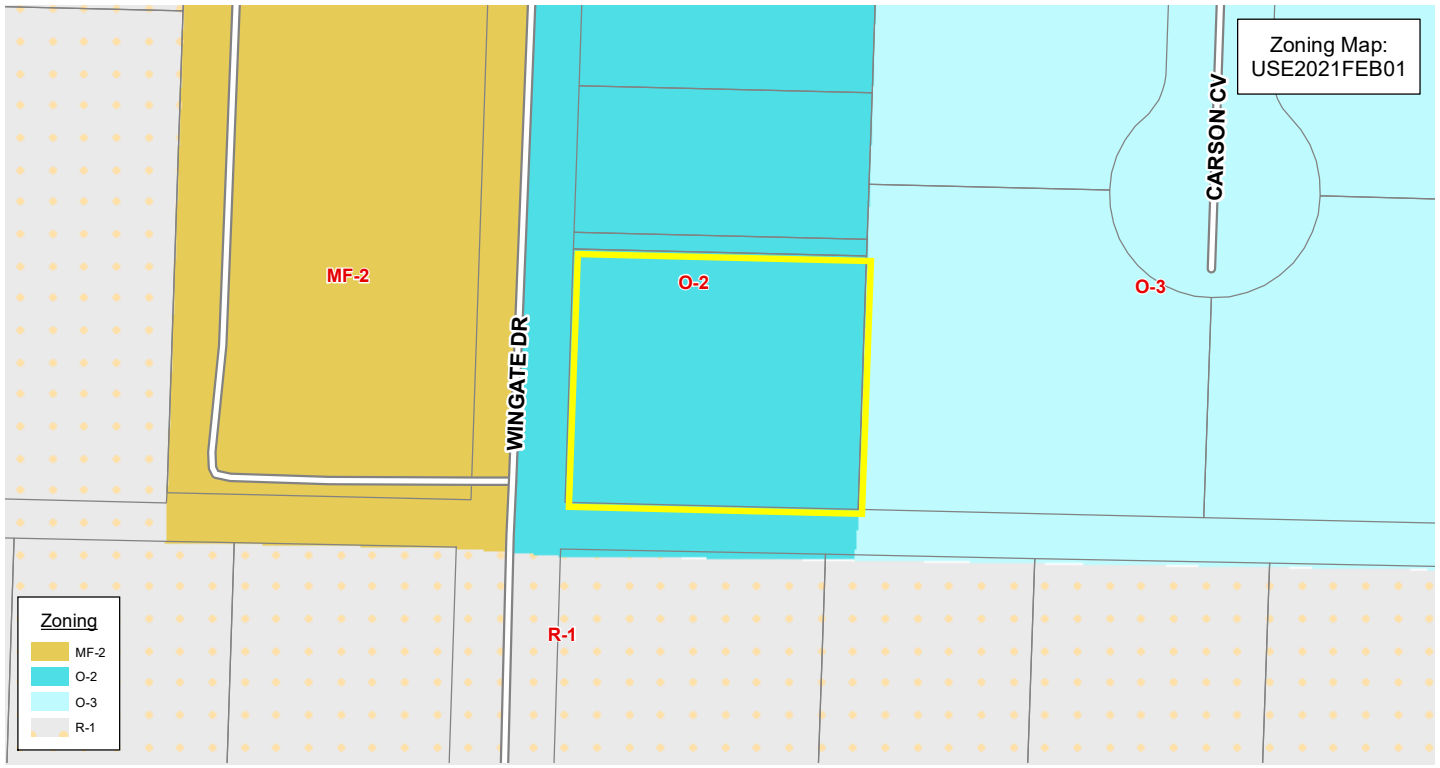 Zoning Map:
USE2021FEB01
CARSON CV
MF-2
O-2
O-3
WINGATE DR
R-1
Zoning
MF-2
O-2
O-3
R-1